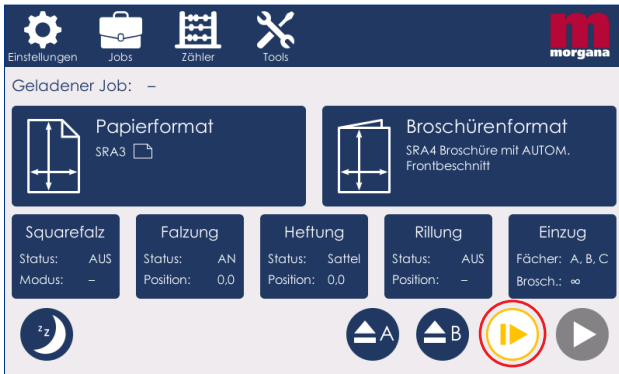 Einstellungen Jobs Zähler Tools
morgana
Geladener Job: –
Papierformat
SRA3
Broschürenformat
SRA4 Broschüre mit AUTOM.
Frontbeschnitt
Squarefalz
Status: AUS
Modus: –
Falzung
Status: AN
Position: 0,0
Heftung
Status: Sattel
Position: 0,0
Rillung
Status: AUS
Position: –
Einzug
Fächer: A, B, C
Brosch.: ∞
z z
A
B